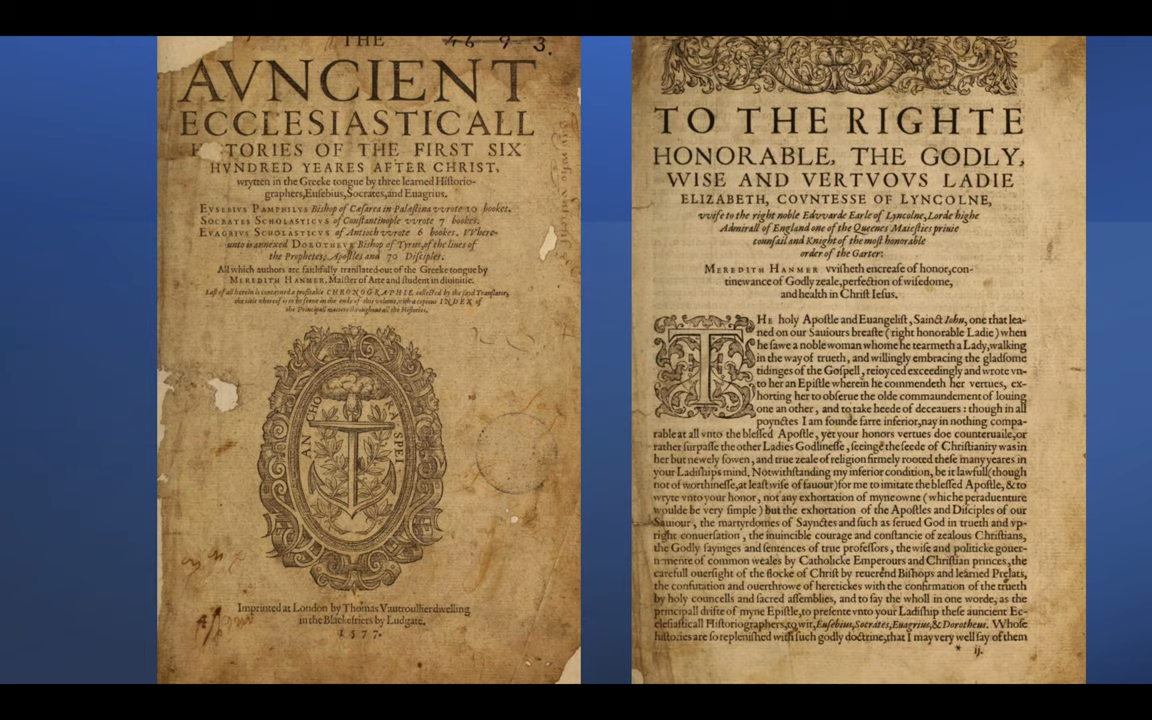 THE
4693.
AVNCIENT
ECCLESIASTICALL
HISTORIES OF THE FIRST SIX
HVNDRED YEARES AFTER CHRIST,
wrytten in the Greeke tongue by three learned Historio-
graphers, Eusebius, Socrates, and Euagrius.
EVSEBIVS PAMPHILVS Bishop of Cæsarea in Palæstina vvrote 10 bookes.
SOCRATES SCHOLASTICVS of Constantinople vvrote 7 bookes.
EVAGRIVS SCHOLASTICVS of Antioch vvrote 6 bookes. VVhere-
unto is annexed DOROTHEVS Bishop of Tyrus, of the liues of
the Prophetes, Apostles and 70 Disciples.
All which authors are faithfully translated out of the Greeke tongue by
MEREDITH HANMER, Maister of Arte and student in diuinitie.
Last of all herein is contayned a profitable CHRONOGRAPHIE collected by the sayd Translator,
the title whereof is to be seene in the ende of this volume, with a copious INDEX of
the Principall matters throughout all the Histories.
ANCHORA SPEI
Imprinted at London by Thomas Vautroullier dwelling
in the Blackefriers by Ludgate.
1577.
TO THE RIGHTE
HONORABLE, THE GODLY,
WISE AND VERTVOVS LADIE
ELIZABETH, COVNTESSE OF LYNCOLNE,
vvife to the right noble Edvvarde Earle of Lyncolne, Lorde highe
Admirall of England one of the Queenes Maiesties priuie
counsail and Knight of the most honorable
order of the Garter:
MEREDITH HANMER vvisheth encrease of honor, con-
tinewance of Godly zeale, perfection of wisedome,
and health in Christ Iesus.
THE holy Apostle and Euangelist, Sainct Iohn, one that lea-
ned on our Sauiours breaste (right honorable Ladie) when
he sawe a noble woman whome he tearmeth a Lady, walking
in the way of trueth, and willingly embracing the gladsome
tidinges of the Gospell, reioyced exceedingly and wrote vn-
to her an Epistle wherein he commendeth her vertues, ex-
horting her to obserue the olde commaundement of louing
one an other, and to take heede of deceauers: though in all
poynctes I am founde farre inferior, nay in nothing compa-
rable at all vnto the blessed Apostle, yet your honors vertues doe counteruaile, or
rather surpasse the other Ladies Godlinesse, seeinge the seede of Christianity was in
her but newely sowen, and true zeale of religion firmely rooted these many yeares in
your Ladiships mind. Notwithstanding my inferior condition, be it lawfull (though
not of worthinesse, at leastwise of fauour) for me to imitate the blessed Apostle, & to
wryte vnto your honor, not any exhortation of myne owne (whiche peraduenture
woulde be very simple) but the exhortation of the Apostles and Disciples of our
Sauiour, the martyrdomes of Saynctes and such as serued God in trueth and vp-
right conuersation, the inuincible courage and constancie of zealous Christians,
the Godly sayinges and sentences of true professors, the wise and politicke gouer-
nmente of common weales by Catholicke Emperours and Christian princes, the
carefull ouersight of the flocke of Christ by reuerend Bishops and learned Prelats,
the confutation and ouerthrowe of heretickes with the confirmation of the trueth
by holy councells and sacred assemblies, and to say the wholl in one worde, as the
principall drifte of myne Epistle, to presente vnto your Ladiship these auncient Ec-
clesiasticall Historiographers, to wit, Eusebius, Socrates, Euagrius, & Dorotheus. Whose
histories are so replenished with such godly doctrine, that I may very well say of them
* ij.